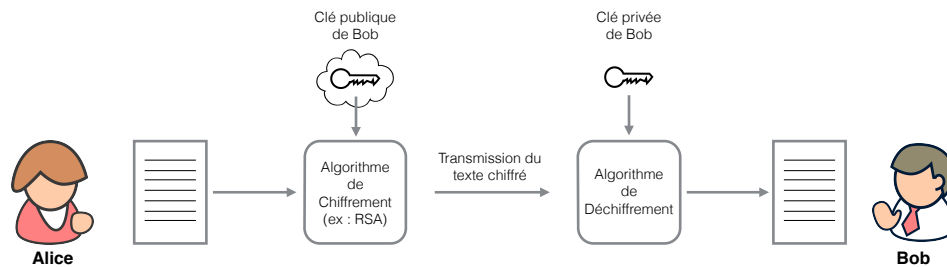 Clé publique
de Bob
Clé privée
de Bob
Algorithme
de
Chiffrement
(ex : RSA)
Transmission du
texte chiffré
Algorithme
de
Déchiffrement
Alice
Bob